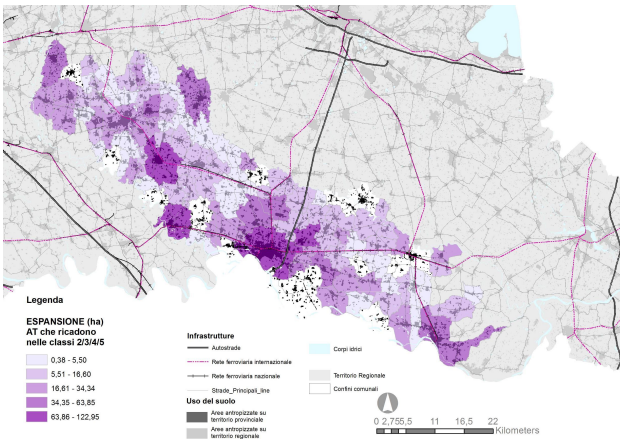 Legenda
ESPANSIONE (ha)
AT che ricadono
nelle classi 2/3/4/5
0,38 - 5,50
5,51 - 16,60
16,61 - 34,34
34,35 - 63,85
63,86 - 122,95
Infrastrutture
Autostrade
Rete ferroviaria internazionale
Rete ferroviaria nazionale
Strade_Principali_line
Uso del suolo
Aree antropizzate su
territorio provinciale
Aree antropizzate su
territorio regionale
Corpi idrici
Territorio Regionale
Confini comunali
0 2,755,5 11 16,5 22
Kilometers